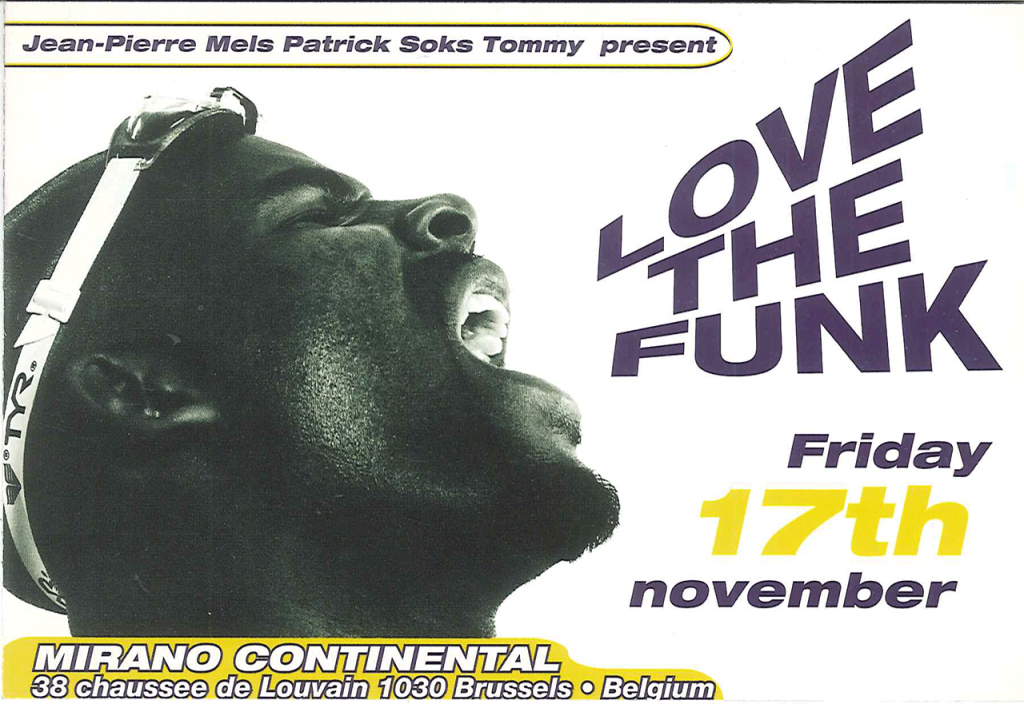 Jean-Pierre Mels Patrick Soks Tommy present
LOVE
THE
FUNK
Friday
17th
november
TYR®
MIRANO CONTINENTAL
38 chaussee de Louvain 1030 Brussels • Belgium